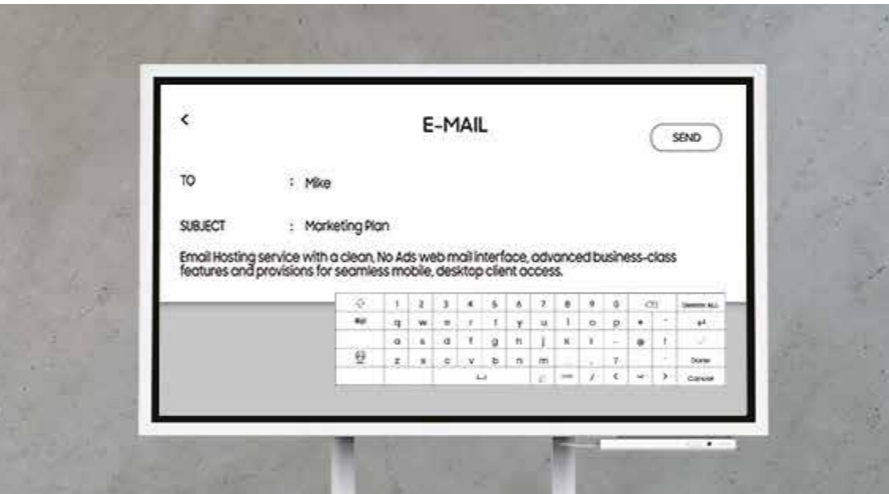 <
E-MAIL
SEND
TO : Mike
SUBJECT : Marketing Plan
Email Hosting service with a clean, No Ads web mail interface, advanced business-class
features and provisions for seamless mobile, desktop client access.
1 2 3 4 5 6 7 8 9 0 DELETE ALL
q w e r t y u i o p * ^
a s d f g h j k l ~ @ !
z x c v b n m ? Done
/ < > Cancel